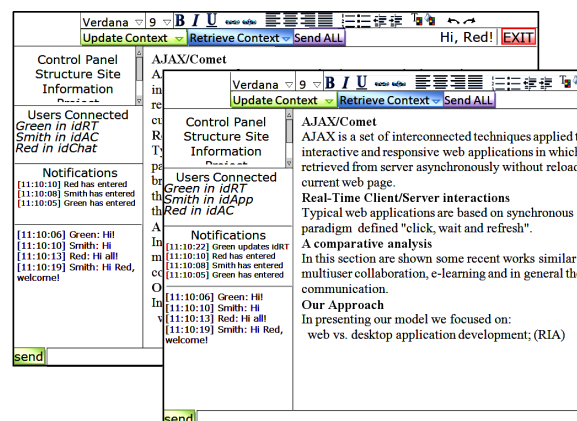 Verdana 9 B I U
Update Context Retrieve Context Send ALL Hi, Red! EXIT
Control Panel
Structure Site
Information
Users Connected
Green in idRT
Smith in idAC
Red in idChat
Notifications
[11:10:10] Red has entered
[11:10:08] Smith has entered
[11:10:05] Green has entered
[11:10:06] Green: Hi!
[11:10:10] Smith: Hi
[11:10:13] Red: Hi all!
[11:10:19] Smith: Hi Red,
welcome!
send
AJAX/Comet
Verdana 9 B I U
Update Context Retrieve Context Send ALL
Control Panel
Structure Site
Information
Users Connected
Green in idRT
Smith in idApp
Red in idAC
Notifications
[11:10:22] Green updates idRT
[11:10:10] Red has entered
[11:10:08] Smith has entered
[11:10:05] Green has entered
[11:10:06] Green: Hi!
[11:10:10] Smith: Hi
[11:10:13] Red: Hi all!
[11:10:19] Smith: Hi Red,
welcome!
send
AJAX/Comet
AJAX is a set of interconnected techniques applied t
interactive and responsive web applications in which
retrieved from server asynchronously without reload
current web page.
Real-Time Client/Server interactions
Typical web applications are based on synchronous
paradigm defined "click, wait and refresh".
A comparative analysis
In this section are shown some recent works similar
multiuser collaboration, e-learning and in general the
communication.
Our Approach
In presenting our model we focused on:
web vs. desktop application development; (RIA)